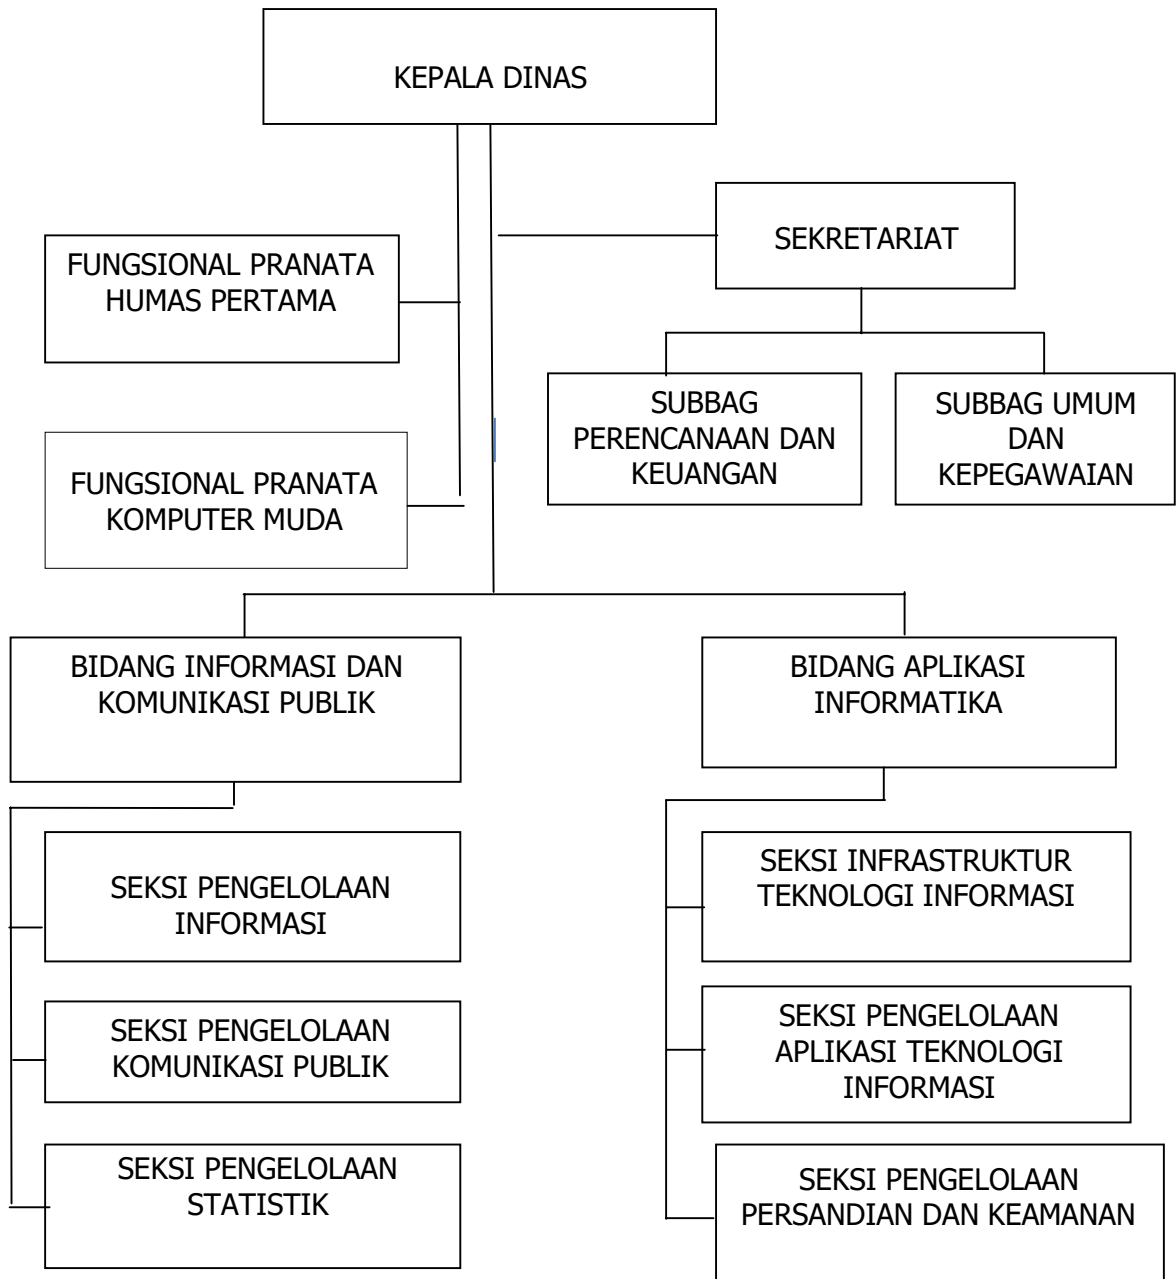 KEPALA DINAS
SEKRETARIAT
FUNGSIONAL PRANATA
HUMAS PERTAMA
SUBBAG
PERENCANAAN DAN
KEUANGAN
SUBBAG UMUM
DAN
KEPEGAWAIAN
FUNGSIONAL PRANATA
KOMPUTER MUDA
BIDANG INFORMASI DAN
KOMUNIKASI PUBLIK
BIDANG APLIKASI
INFORMATIKA
SEKSI PENGELOLAAN
INFORMASI
SEKSI PENGELOLAAN
KOMUNIKASI PUBLIK
SEKSI PENGELOLAAN
STATISTIK
SEKSI INFRASTRUKTUR
TEKNOLOGI INFORMASI
SEKSI PENGELOLAAN
APLIKASI TEKNOLOGI
INFORMASI
SEKSI PENGELOLAAN
PERSANDIAN DAN KEAMANAN